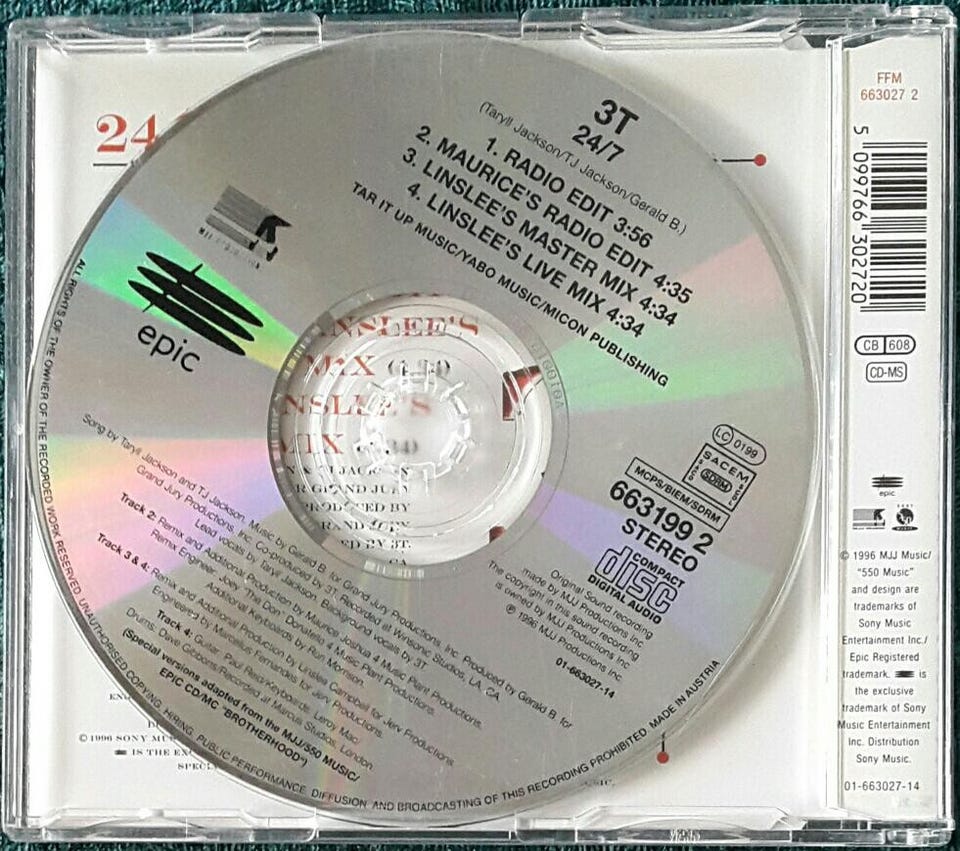 24
3T
24/7
(Taryll Jackson/TJ Jackson/Gerald B.)
1. RADIO EDIT 3:56
2. MAURICE'S RADIO EDIT 4:35
3. LINSLEE'S MASTER MIX 4:34
4. LINSLEE'S LIVE MIX 4:34
TAR IT UP MUSIC/YABO MUSIC/MICON PUBLISHING
epic
LC 0199
SACEM
SDRM
MCPS/BIEM/SDRM
663199 2
STEREO
COMPACT
disc
DIGITAL AUDIO
Original Sound recording
made by MJJ Productions Inc
The copyright in this sound recording
is owned by MJJ Productions Inc.
℗ 1996 MJJ Productions Inc.
01-663027-14
Song by Taryll Jackson and TJ Jackson, Music by Gerald B. for Grand Jury Productions, Inc. Produced by Gerald B. for
Grand Jury Productions, Inc. Co-produced by 3T. Recorded at Winsonic Studios, LA, CA
Lead vocals by Taryll Jackson. Background vocals by 3T
Track 2: Remix and Additional Production by Maurice Joshua 4 Music Plant Productions.
Remix Engineer: Joey "The Don" Donatello 4 Music Plant Productions.
Additional Keyboards by Ron Morrison.
Track 3 & 4: Remix and Additional Production by Linslee Campbell for Jerv Productions.
Engineered by Marcellus Fernandes for Jerv Productions.
Track 4: Guitar: Paul Reid/Keyboards: Leroy Mac
Drums: Dave Gibbons/Recorded at Marcus Studios, London.
(Special versions adapted from the MJJ/550 MUSIC/
EPIC CD/MC "BROTHERHOOD")
ALL RIGHTS OF THE OWNER OF THE RECORDED WORK RESERVED. UNAUTHORISED COPYING, HIRING, PUBLIC PERFORMANCE, DIFFUSION, AND BROADCASTING OF THIS RECORDING PROHIBITED. MADE IN AUSTRIA
MIX
MIX
PRODUCED BY
ED BY 3T.
CA
©1996 SONY
IS THE
FFM
663027 2
5 099766 302720
CB 608
CD-MS
epic
© 1996 MJJ Music/
"550 Music"
and design are
trademarks of
Sony Music
Entertainment Inc./
Epic Registered
trademark. is
the exclusive
trademark of Sony
Music Entertainment
Inc. Distribution
Sony Music.
01-663027-14